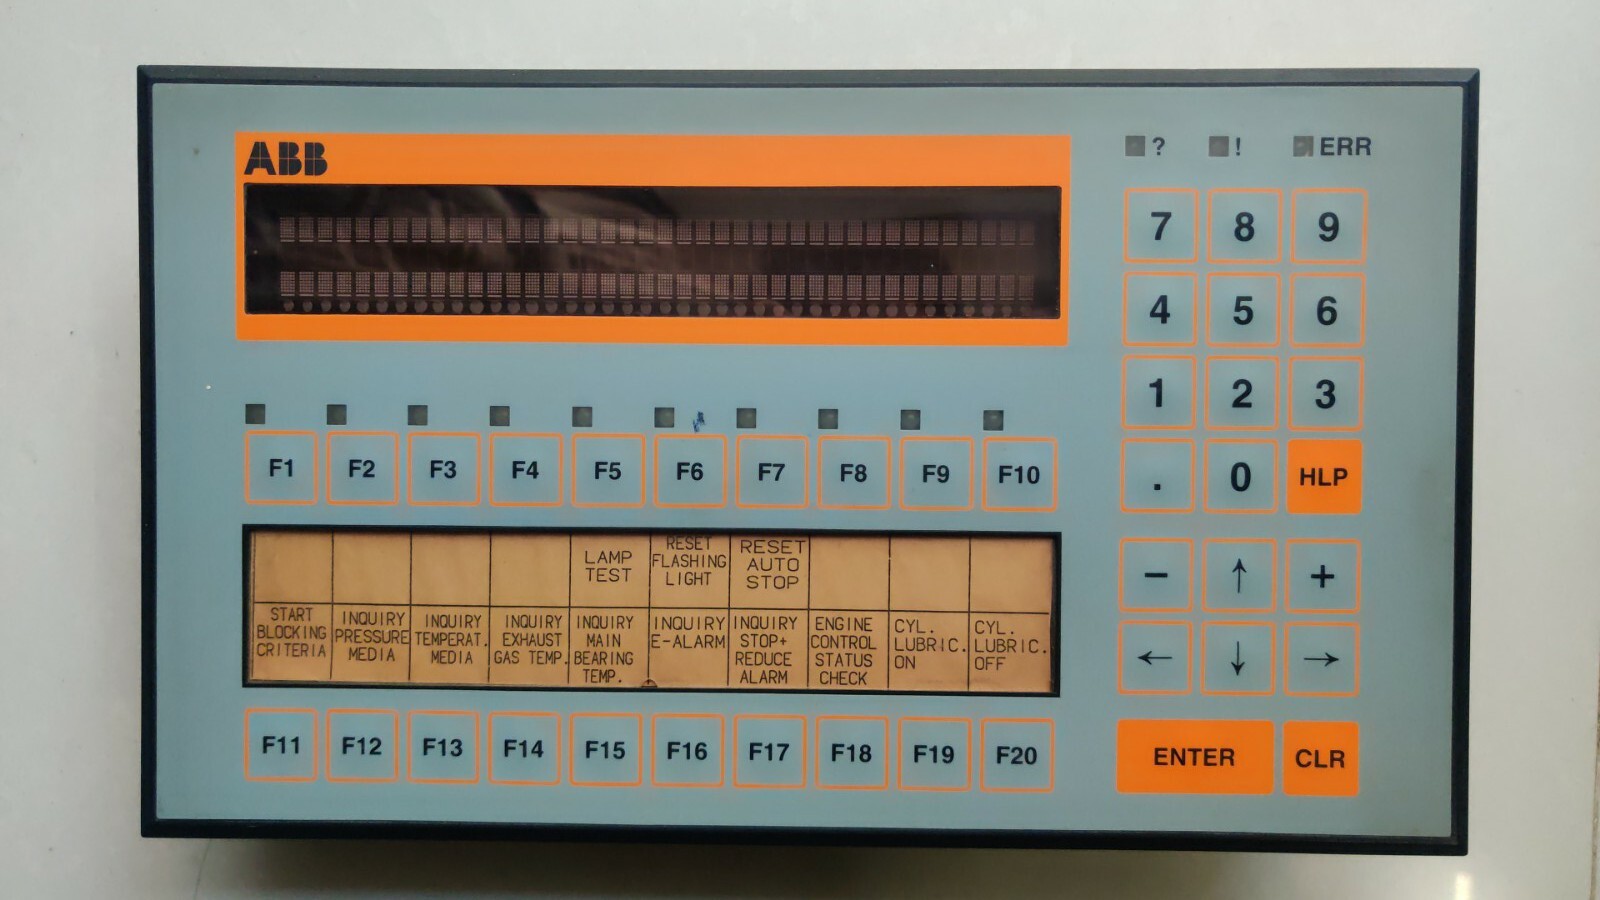 ABB
? ! ERR
7 8 9
4 5 6
1 2 3
. 0 HLP
F1 F2 F3 F4 F5 F6 F7 F8 F9 F10
LAMP
TEST
RESET
FLASHING
LIGHT
RESET
AUTO
STOP
START
BLOCKING
CRITERIA
INQUIRY
PRESSURE
MEDIA
INQUIRY
TEMPERAT.
MEDIA
INQUIRY
EXHAUST
GAS TEMP.
INQUIRY
MAIN
BEARING
TEMP.
INQUIRY
E-ALARM
INQUIRY
STOP+
REDUCE
ALARM
ENGINE
CONTROL
STATUS
CHECK
CYL.
LUBRIC.
ON
CYL.
LUBRIC.
OFF
− ↑ +
← ↓ →
F11 F12 F13 F14 F15 F16 F17 F18 F19 F20
ENTER CLR